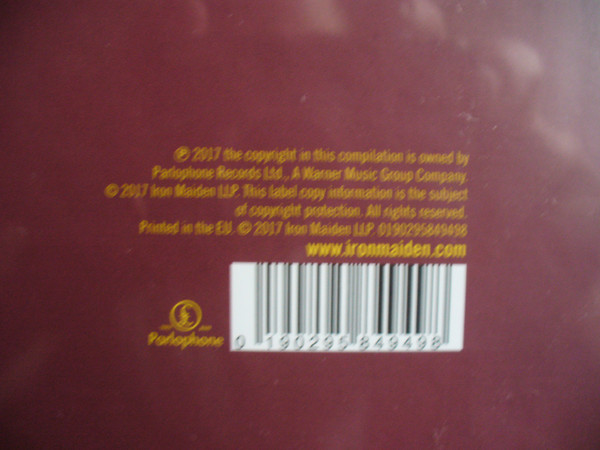 ℗ 2017 the copyright in this compilation is owned by
Parlophone Records Ltd., A Warner Music Group Company.
© 2017 Iron Maiden LLP. This label copy information is the subject
of copyright protection. All rights reserved.
Printed in the EU. © 2017 Iron Maiden LLP. 0190295849498
www.ironmaiden.com
Parlophone
0 190295 849498